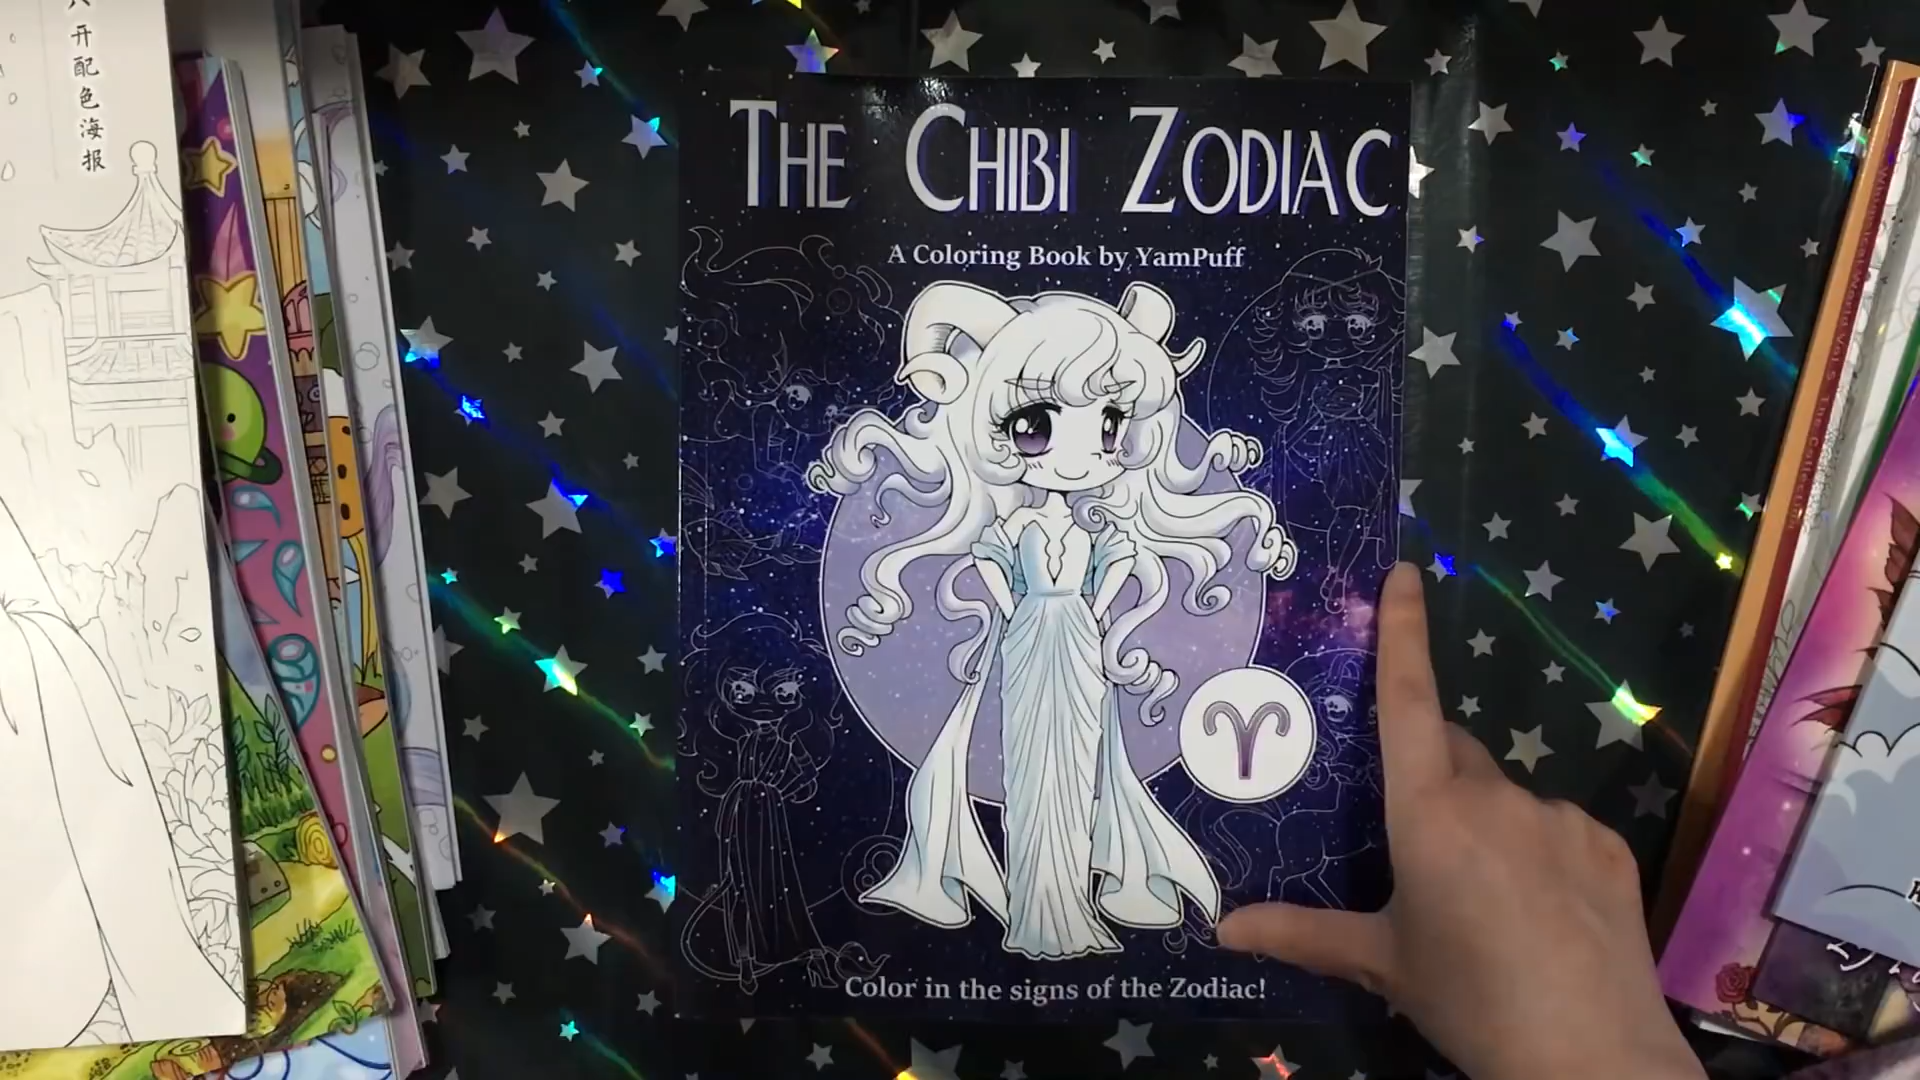 八开配色海报
THE CHIBI ZODIAC
A Coloring Book by YamPuff
Color in the signs of the Zodiac!